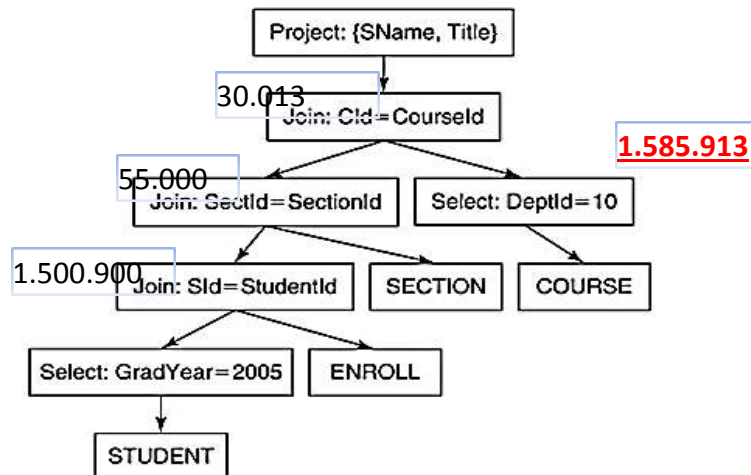 Project: {SName, Title}
30.013
Join: CId=CourseId
1.585.913
55.000
Join: SectId=SectionId
Select: DeptId=10
1.500.900
Join: SId=StudentId
SECTION
COURSE
Select: GradYear=2005
ENROLL
STUDENT